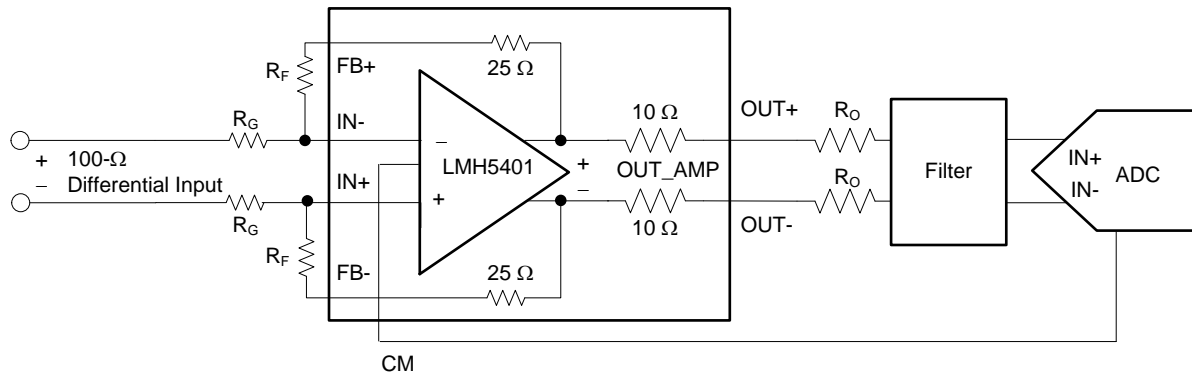 25 Ω
R_F
FB+
10 Ω
OUT+
R_O
R_G
IN-
−
+
LMH5401
+
OUT_AMP
−
100-Ω
− Differential Input
IN+
+
Filter
IN+
IN-
ADC
R_O
R_G
10 Ω
OUT-
R_F
FB-
25 Ω
CM